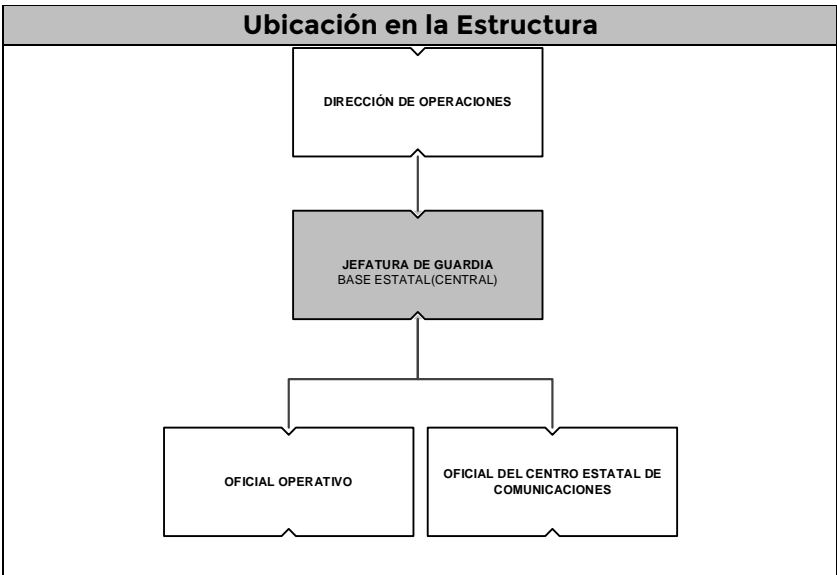 Ubicación en la Estructura
DIRECCIÓN DE OPERACIONES
JEFATURA DE GUARDIA
BASE ESTATAL(CENTRAL)
OFICIAL OPERATIVO
OFICIAL DEL CENTRO ESTATAL DE
COMUNICACIONES